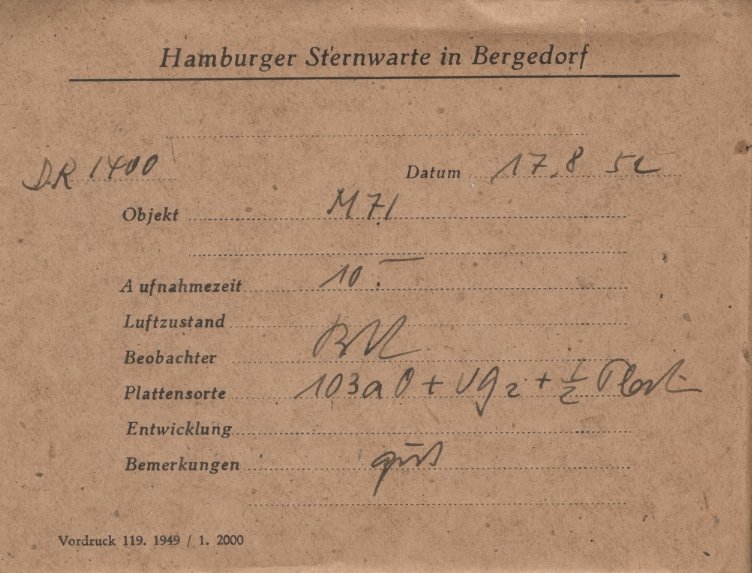 Hamburger Sternwarte in Bergedorf
DR 1400 Datum 17.8 52
Objekt M 71
Aufnahmezeit 10.—
Luftzustand
Beobachter
Plattensorte 103a O + UG2 + 1/2
Entwicklung
Bemerkungen gut
Vordruck 119. 1949 / 1. 2000